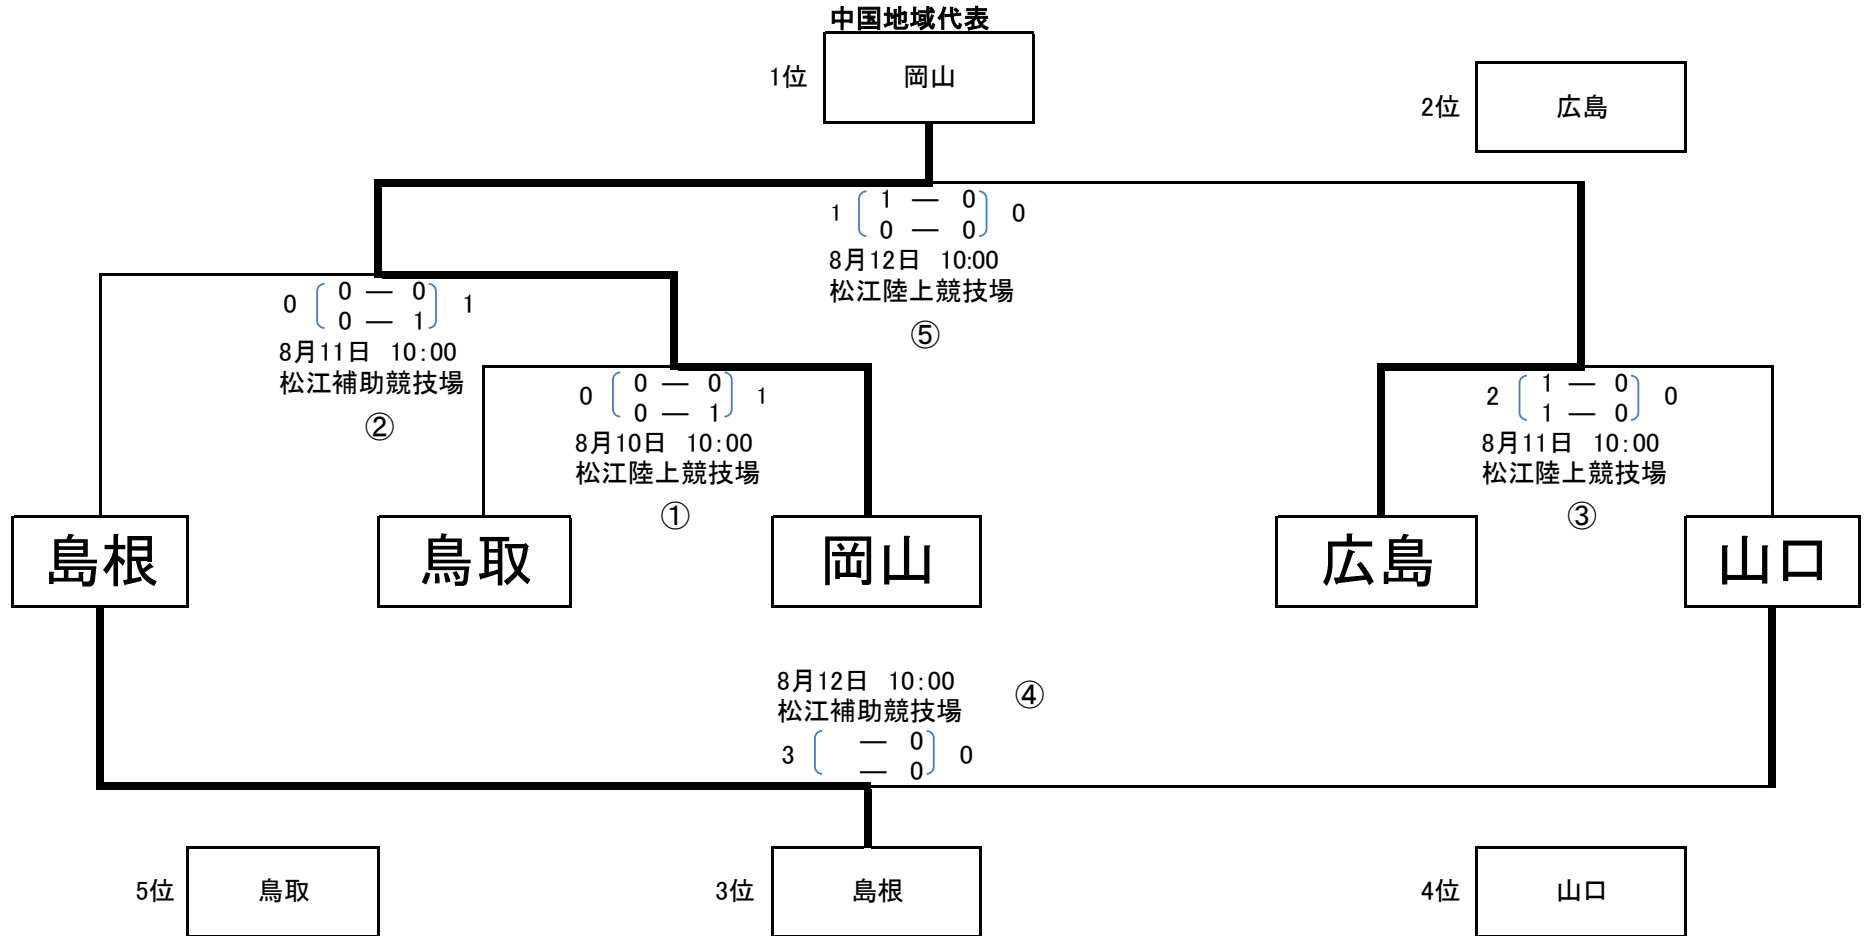 中国地域代表
1位 岡山
2位 広島
1 1 — 0 0
0 — 0
8月12日 10:00
松江陸上競技場
⑤
0 0 — 0 1
0 — 1
8月11日 10:00
松江補助競技場
②
0 0 — 0 1
0 — 1
8月10日 10:00
松江陸上競技場
①
2 1 — 0 0
1 — 0
8月11日 10:00
松江陸上競技場
③
島根 鳥取 岡山 広島 山口
8月12日 10:00
松江補助競技場
④
3 — 0 0
— 0
5位 鳥取
3位 島根
4位 山口